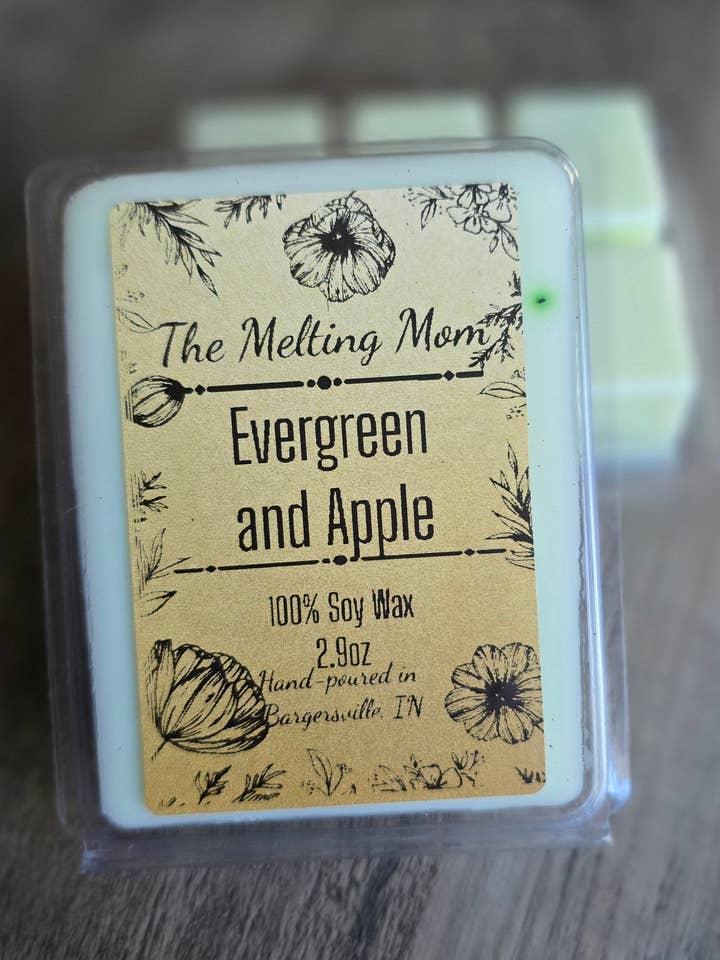 The Melting Mom
Evergreen
and Apple
100% Soy Wax
2.9oz
Hand-poured in
Bargersville, IN